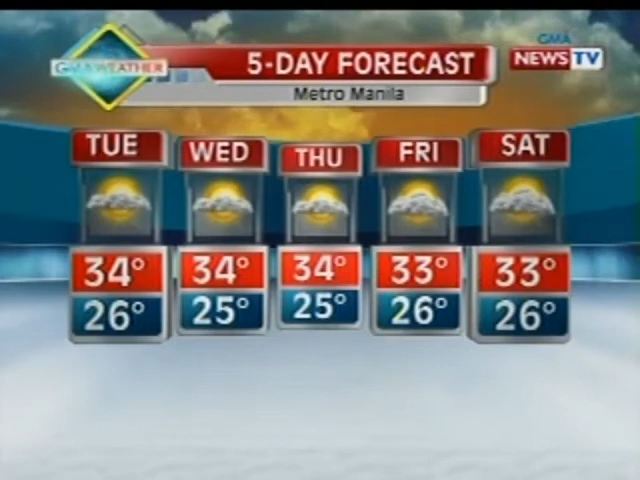 GMA WEATHER
5-DAY FORECAST
Metro Manila
GMA
NEWS TV
TUE WED THU FRI SAT
34° 34° 34° 33° 33°
26° 25° 25° 26° 26°